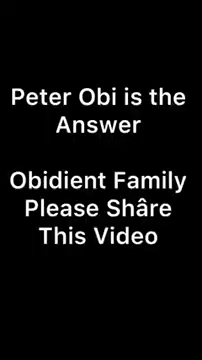 Peter Obi is the
Answer
Obidient Family
Please Shâre
This Video